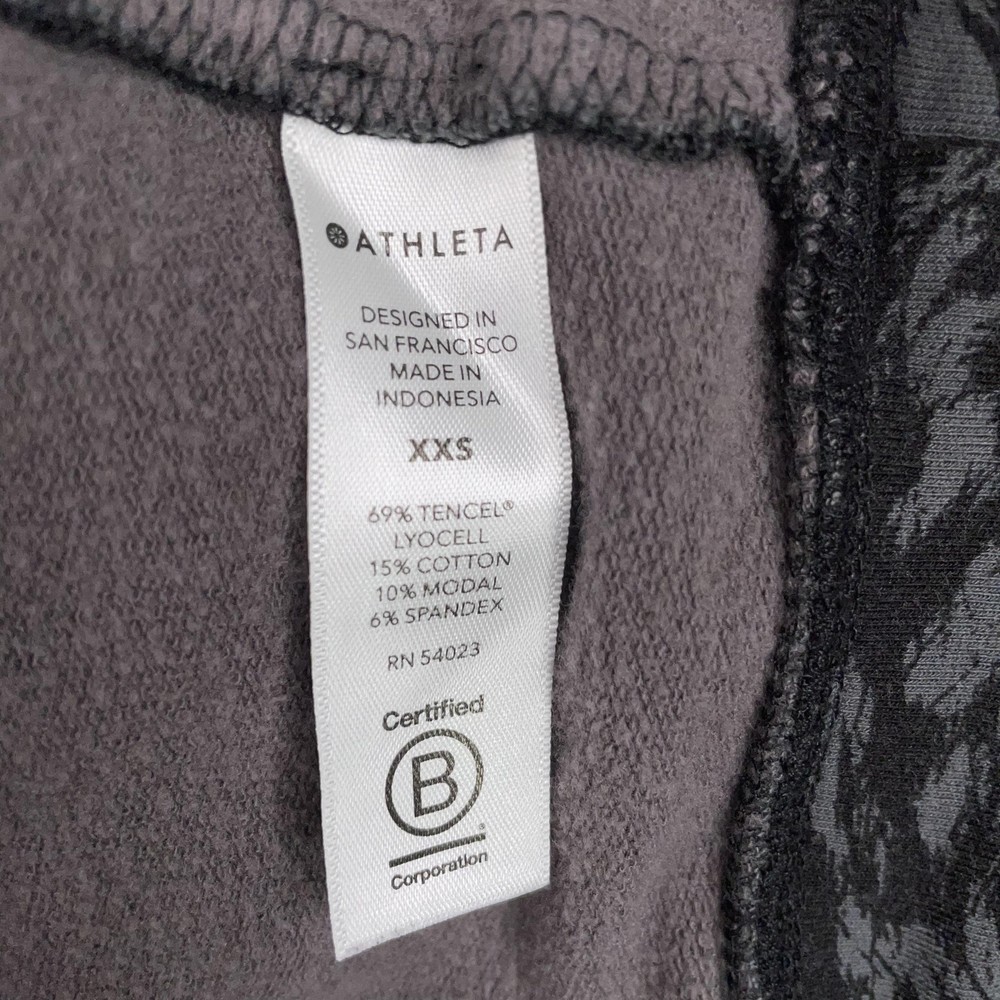 ATHLETA
DESIGNED IN
SAN FRANCISCO
MADE IN
INDONESIA
XXS
69% TENCEL®
LYOCELL
15% COTTON
10% MODAL
6% SPANDEX
RN 54023
Certified
B
®
Corporation